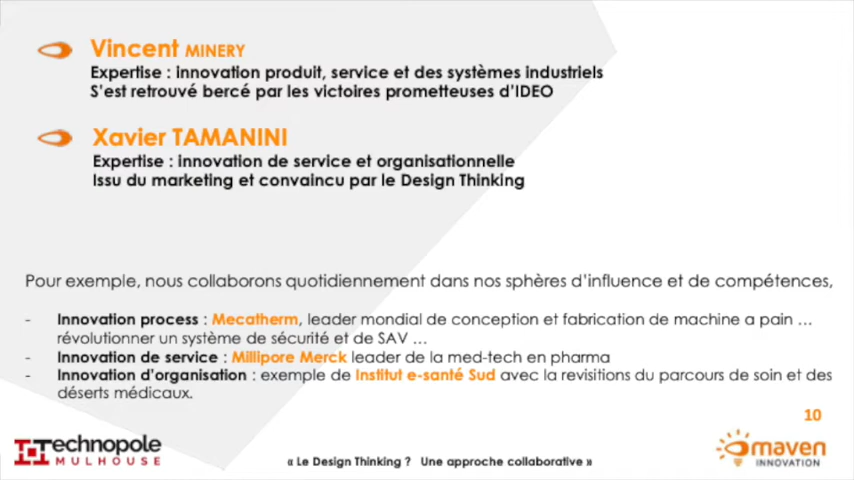 Vincent MINERY
Expertise : innovation produit, service et des systèmes industriels
S'est retrouvé bercé par les victoires prometteuses d'IDEO
Xavier TAMANINI
Expertise : innovation de service et organisationnelle
Issu du marketing et convaincu par le Design Thinking
Pour exemple, nous collaborons quotidiennement dans nos sphères d'influence et de compétences,
- Innovation process : Mecatherm, leader mondial de conception et fabrication de machine a pain …
révolutionner un système de sécurité et de SAV …
- Innovation de service : Millipore Merck leader de la med-tech en pharma
- Innovation d'organisation : exemple de Institut e-santé Sud avec la revisitions du parcours de soin et des
déserts médicaux.
10
Technopole
MULHOUSE
« Le Design Thinking ? Une approche collaborative »
maven
INNOVATION